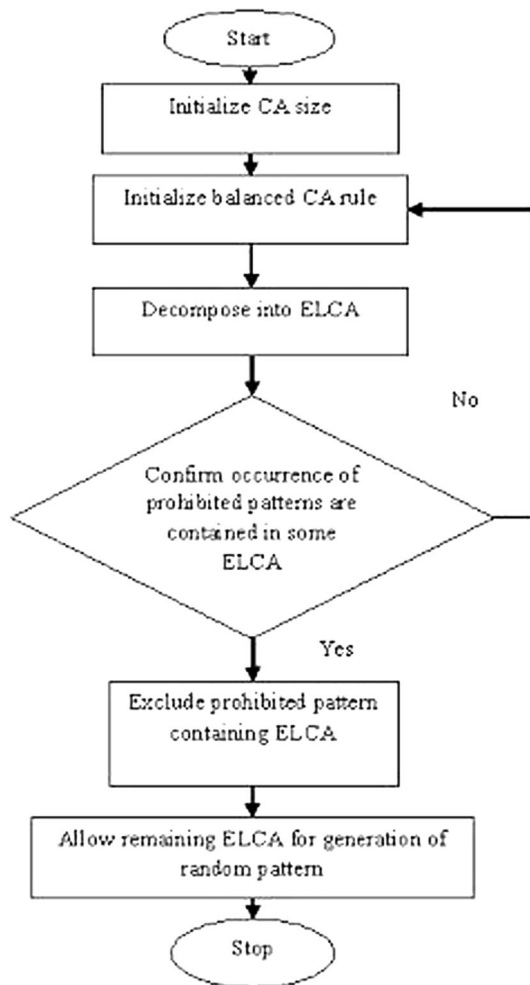 Start
Initialize CA size
Initialize balanced CA rule
Decompose into ELCA
No
Confirm occurrence of
prohibited patterns are
contained in some
ELCA
Yes
Exclude prohibited pattern
containing ELCA
Allow remaining ELCA for generation of
random pattern
Stop